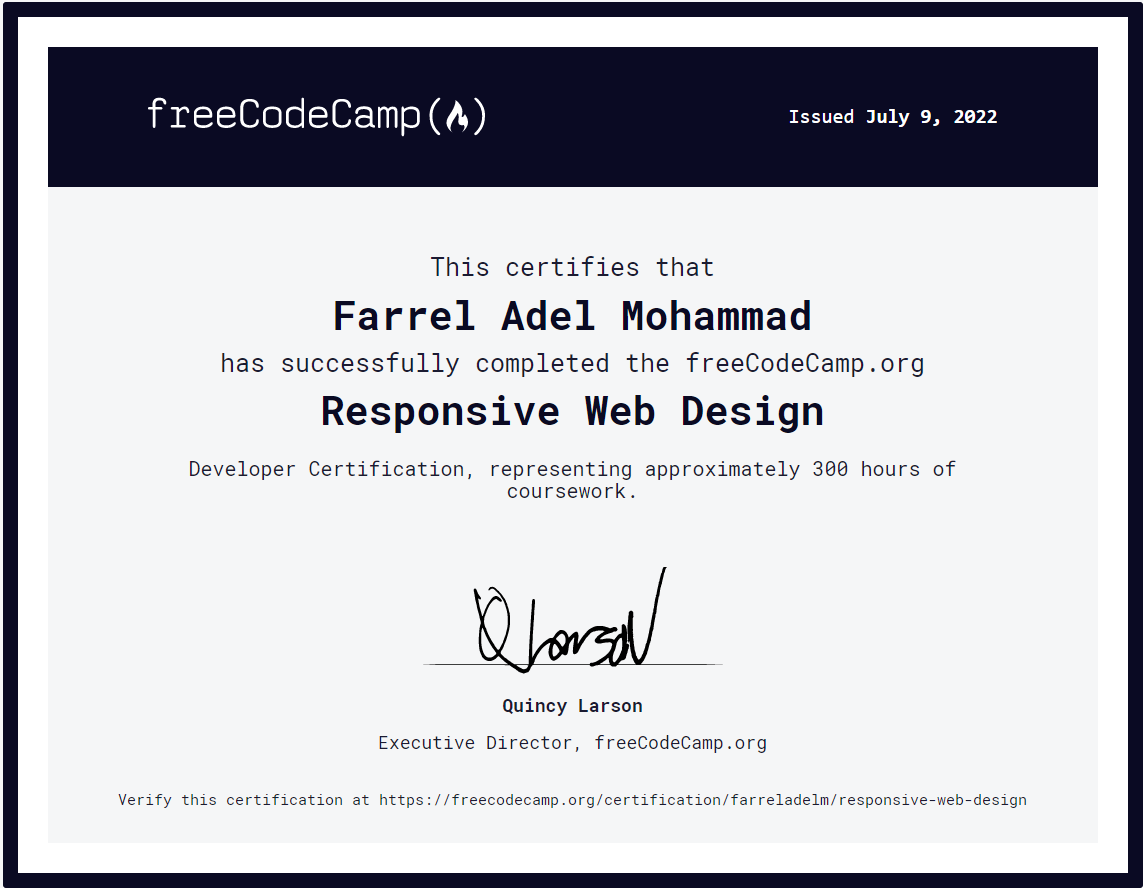 freeCodeCamp
Issued July 9, 2022
This certifies that
Farrel Adel Mohammad
has successfully completed the freeCodeCamp.org
Responsive Web Design
Developer Certification, representing approximately 300 hours of
coursework.
Q Larson
Quincy Larson
Executive Director, freeCodeCamp.org
Verify this certification at https://freecodecamp.org/certification/farreladelm/responsive-web-design